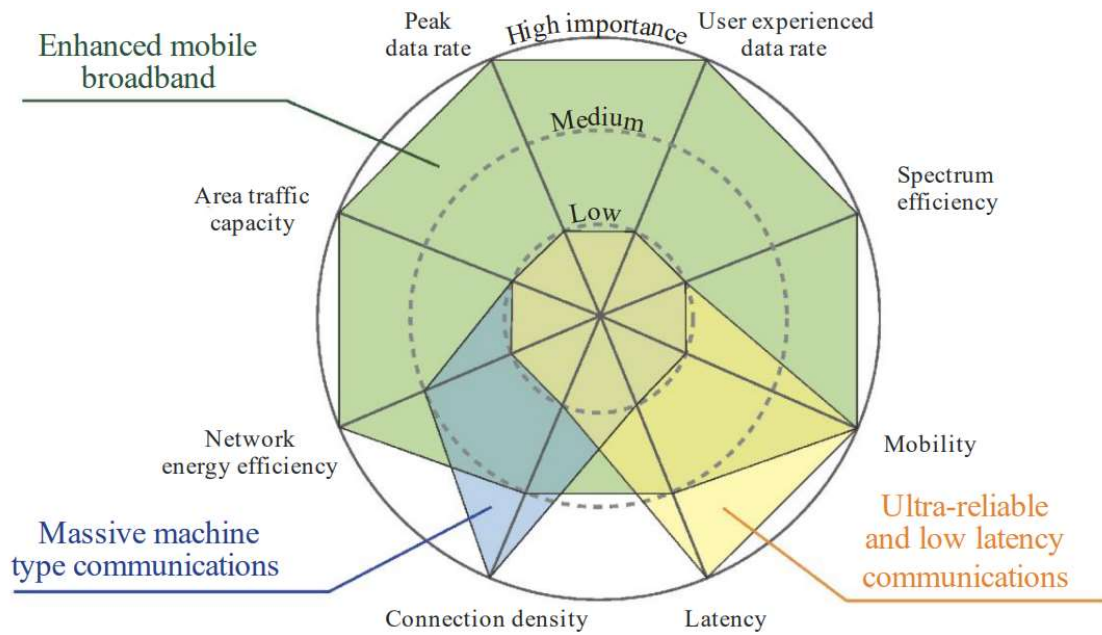 Enhanced mobile
broadband
Peak
data rate
High importance
User experienced
data rate
Medium
Low
Area traffic
capacity
Spectrum
efficiency
Network
energy efficiency
Mobility
Massive machine
type communications
Ultra-reliable
and low latency
communications
Connection density
Latency